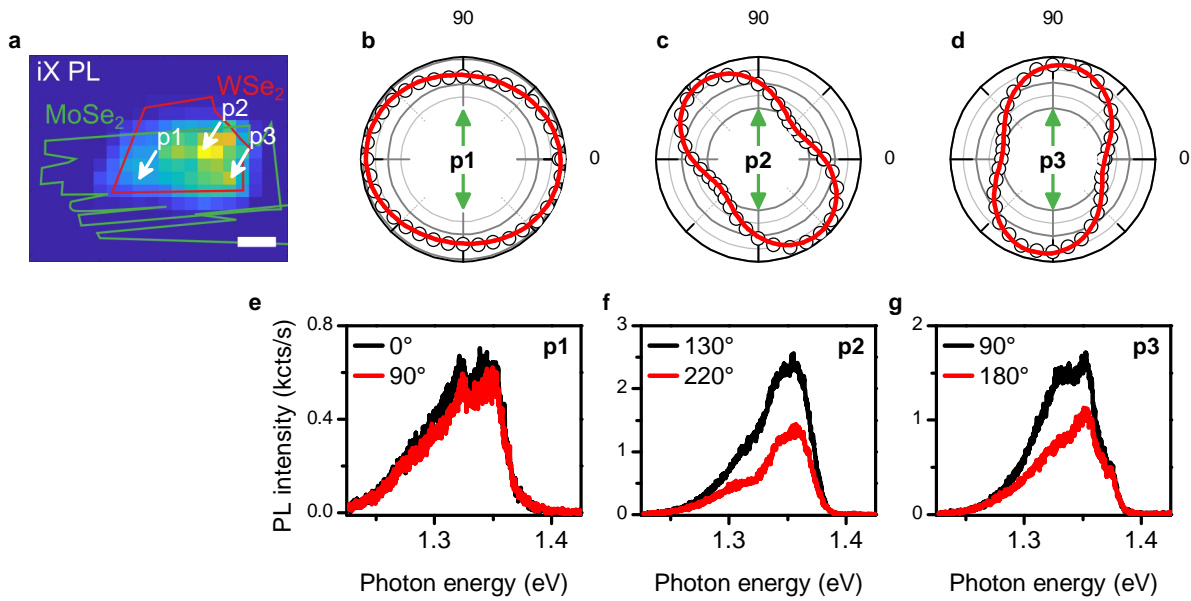 a
iX PL
WSe2
MoSe2
p1
p2
p3
b
90
p1
0
c
p2
0
d
90
p3
0
e
PL intensity (kcts/s)
0.8
0.4
0.0
0°
90°
p1
1.3
1.4
Photon energy (eV)
f
3
2
1
0
130°
220°
p2
1.3
1.4
Photon energy (eV)
g
2
1
0
90°
180°
p3
1.3
1.4
Photon energy (eV)